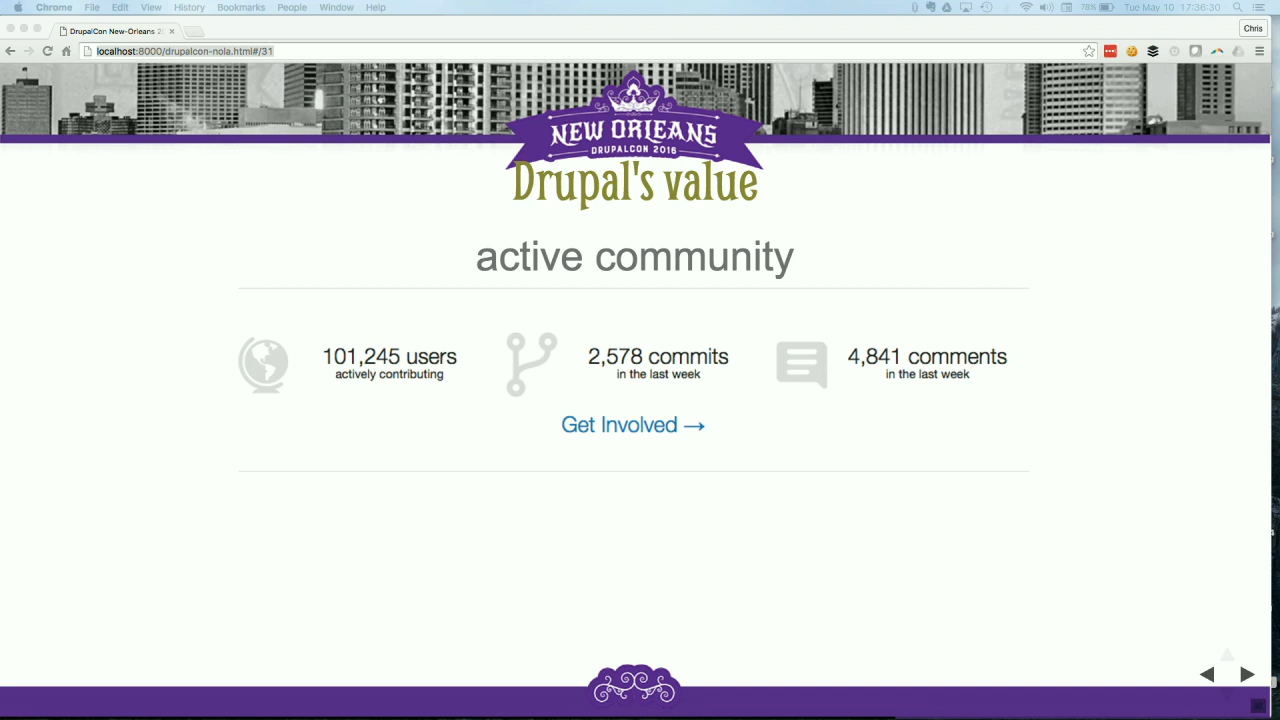 Chrome File Edit View History Bookmarks People Window Help 78% Tue May 10 17:36:30
DrupalCon New-Orleans 2
Chris
localhost:8000/drupalcon-nola.html#/31
NEW ORLEANS
DRUPALCON 2016
Drupal's value
active community
101,245 users
actively contributing
2,578 commits
in the last week
4,841 comments
in the last week
Get Involved →